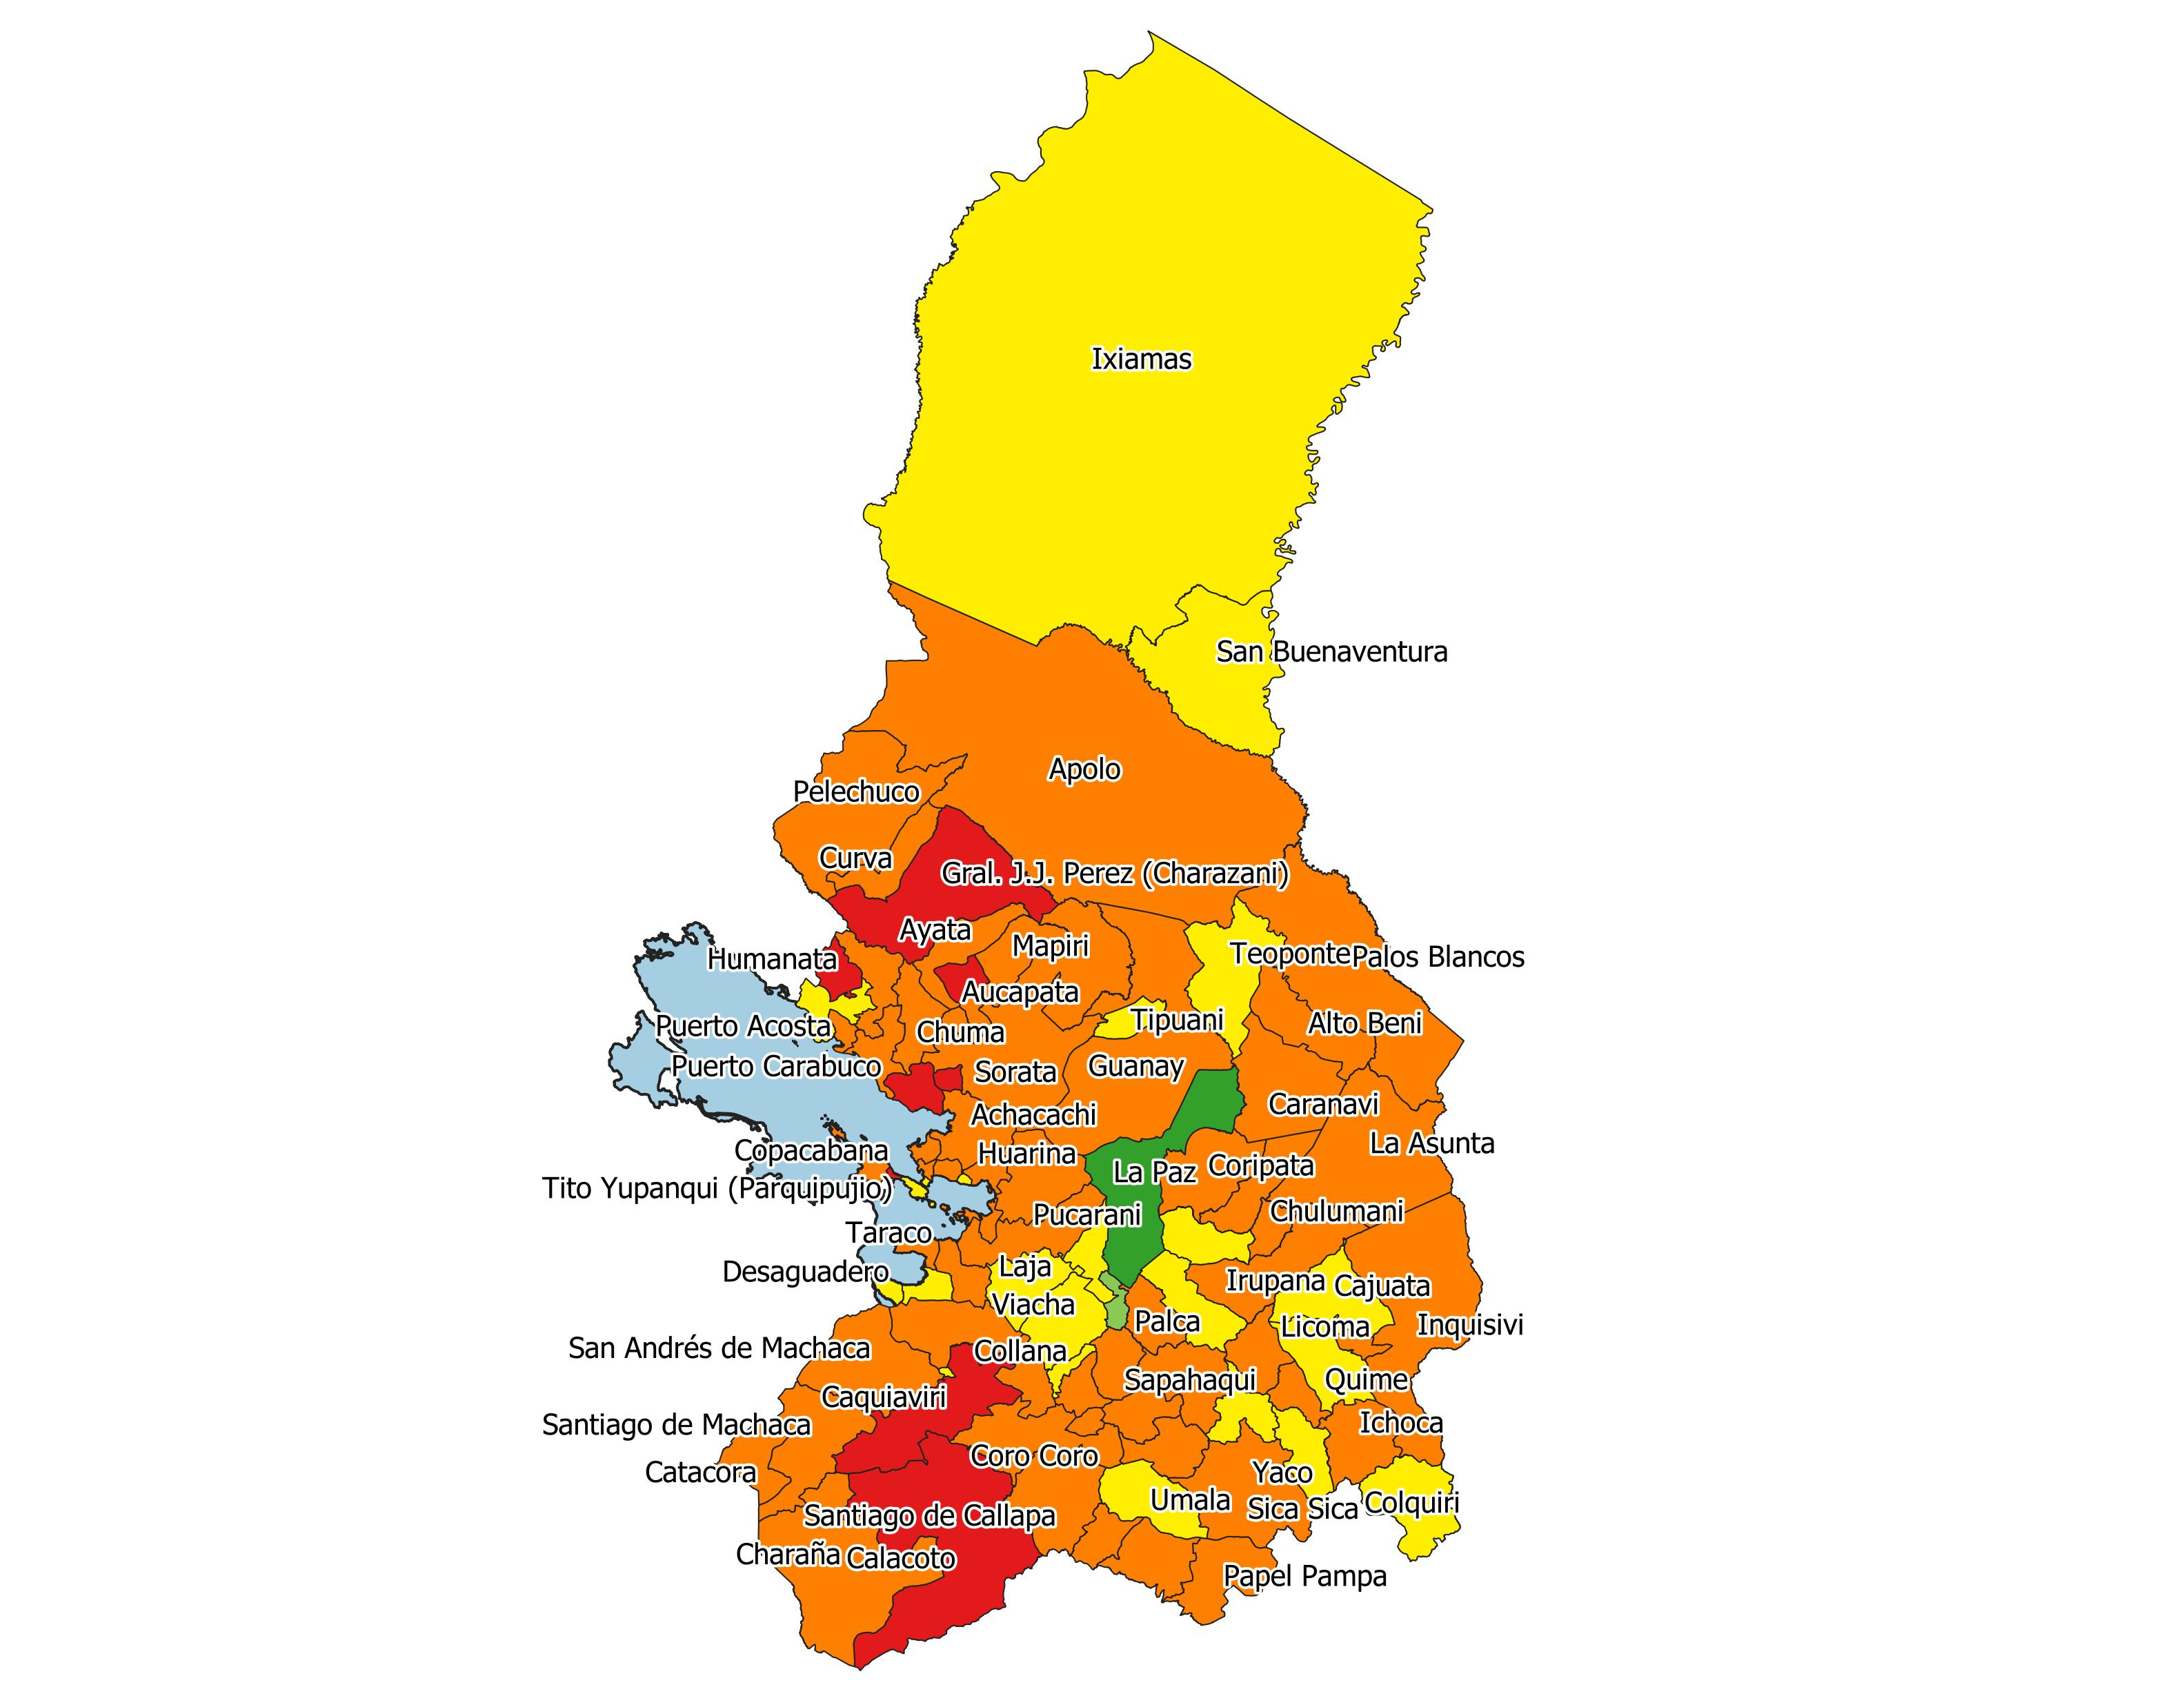 Ixiamas
San Buenaventura
Apolo
Pelechuco
Curva
Gral. J.J. Perez (Charazani)
Ayata
Mapiri
Teoponte
Palos Blancos
Humanata
Aucapata
Puerto Acosta
Chuma
Tipuani
Alto Beni
Puerto Carabuco
Sorata
Guanay
Achacachi
Caranavi
La Asunta
Copacabana
Huarina
La Paz
Coripata
Tito Yupanqui (Parquipujio)
Pucarani
Chulumani
Taraco
Desaguadero
Laja
Irupana
Cajuata
Viacha
Palca
Licoma
Inquisivi
San Andrés de Machaca
Collana
Caquiaviri
Sapahaqui
Quime
Santiago de Machaca
Ichoca
Catacora
Coro Coro
Yaco
Santiago de Callapa
Umala
Sica Sica
Colquiri
Charaña
Calacoto
Papel Pampa